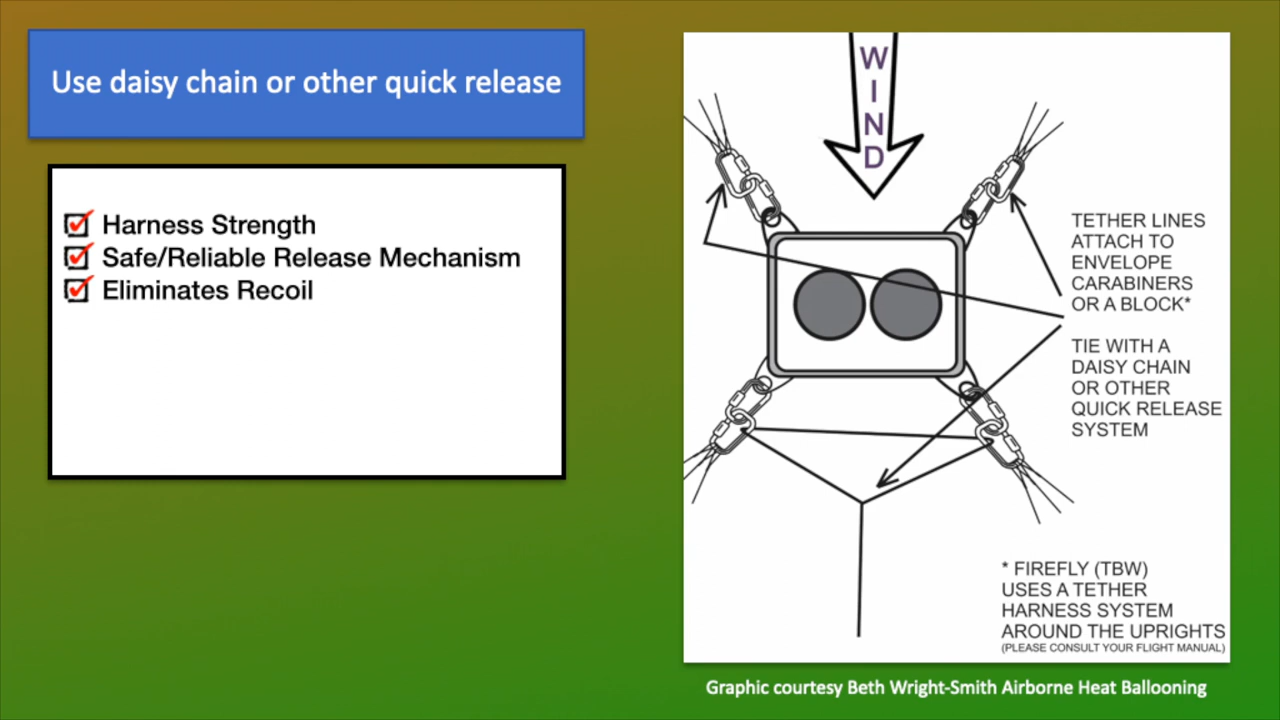 Use daisy chain or other quick release
Harness Strength
Safe/Reliable Release Mechanism
Eliminates Recoil
WIND
TETHER LINES
ATTACH TO
ENVELOPE
CARABINERS
OR A BLOCK*
TIE WITH A
DAISY CHAIN
OR OTHER
QUICK RELEASE
SYSTEM
* FIREFLY (TBW)
USES A TETHER
HARNESS SYSTEM
AROUND THE UPRIGHTS
(PLEASE CONSULT YOUR FLIGHT MANUAL)
Graphic courtesy Beth Wright-Smith Airborne Heat Ballooning